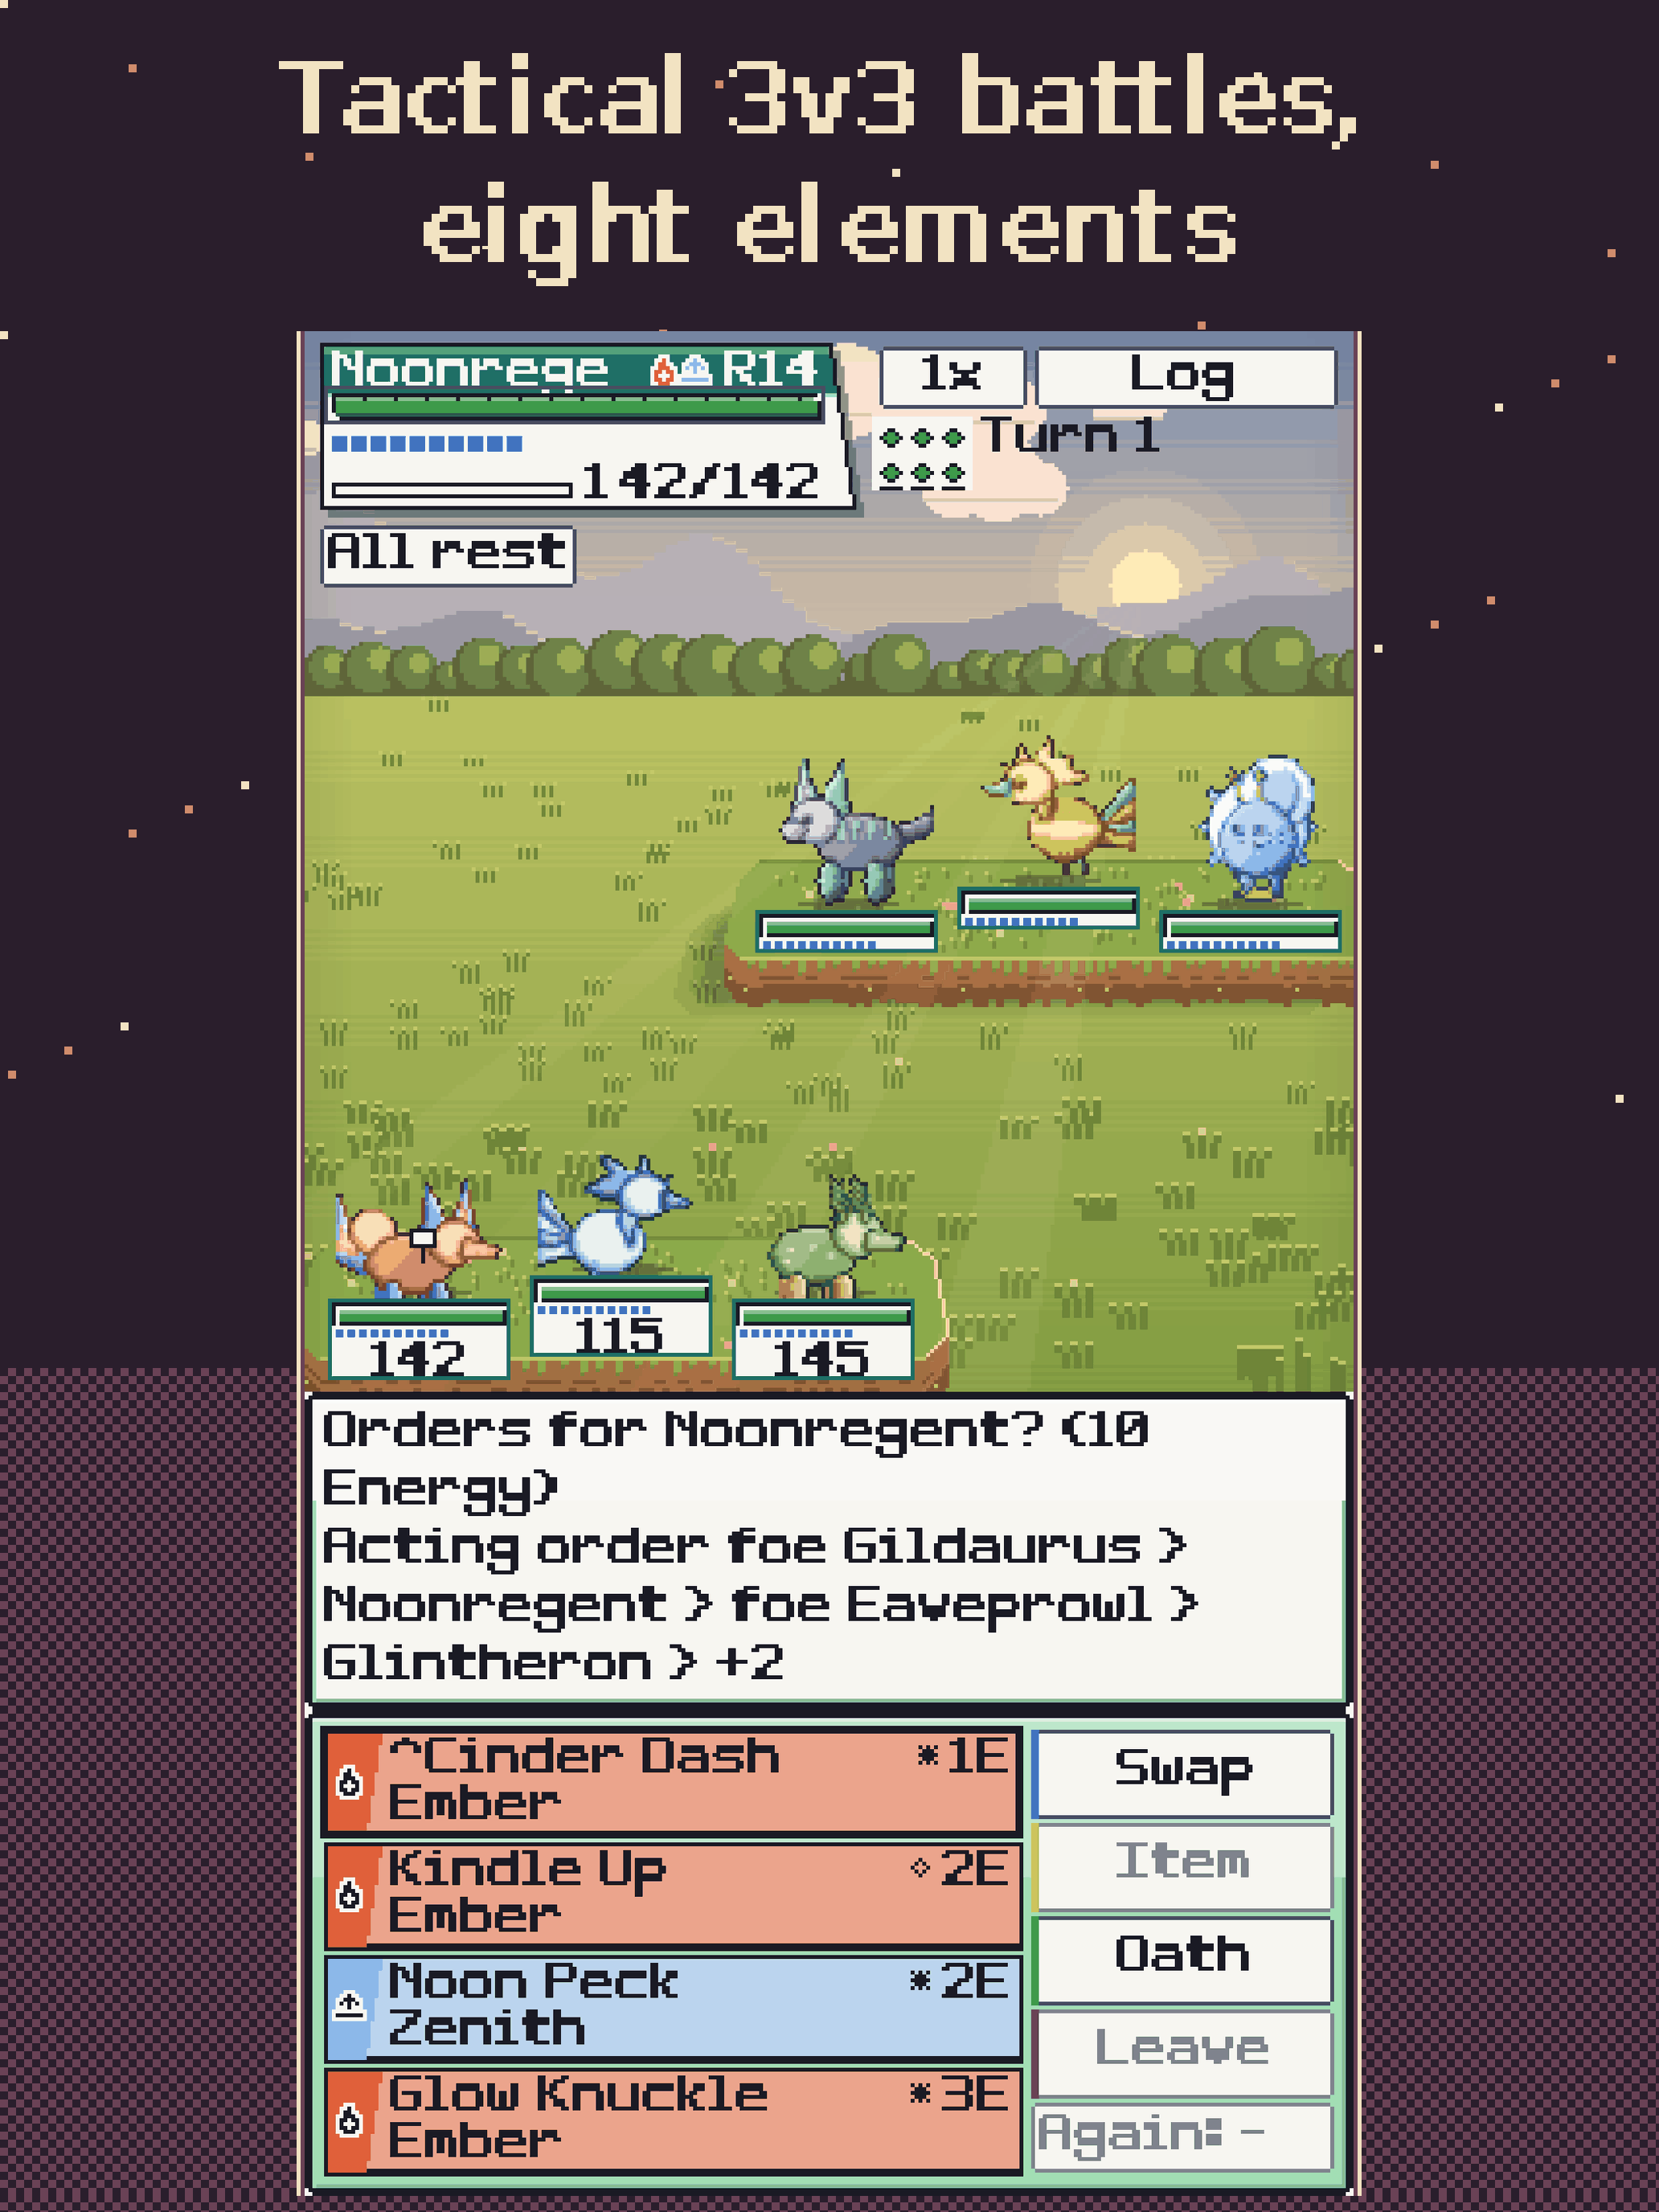 Tactical 3v3 battles,
eight elements
Noonrege R14
1x
Log
Turn 1
142/142
All rest
142
115
145
Orders for Noonregent? (10
Energy)
Acting order foe Gildaurus >
Noonregent > foe Eaveprowl >
Glintheron > +2
^Cinder Dash *1E
Ember
Kindle Up ◇2E
Ember
Noon Peck *2E
Zenith
Glow Knuckle *3E
Ember
Swap
Item
Oath
Leave
Again: -